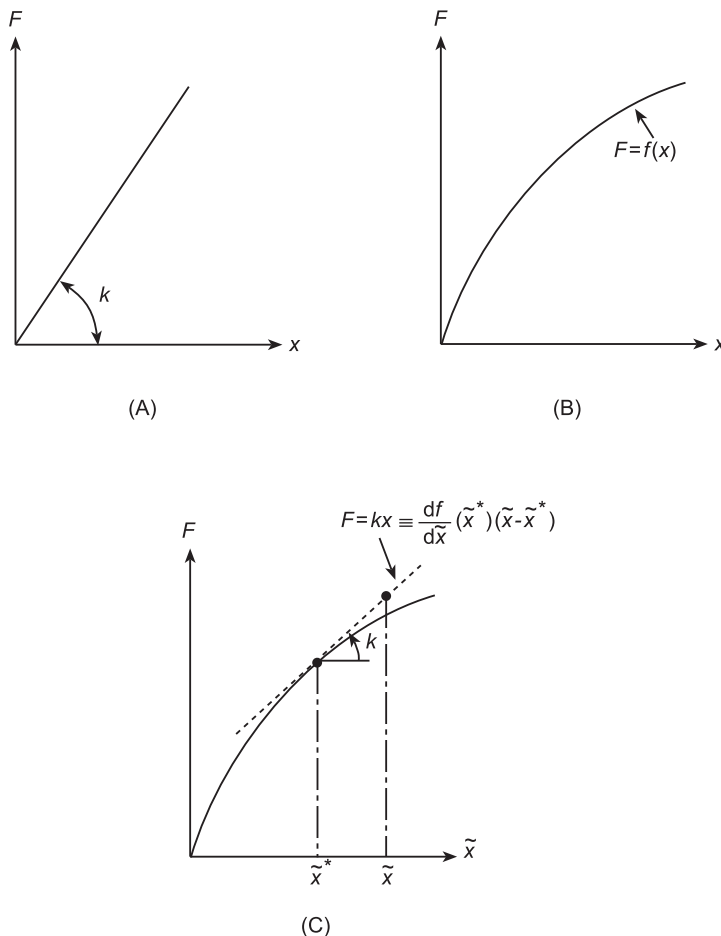 F
k
x
(A)
F
F=f(x)
x
(B)
F=kx ≡ df/dx̃ (x̃*)(x̃-x̃*)
F
k
x̃
x̃* x̃
(C)